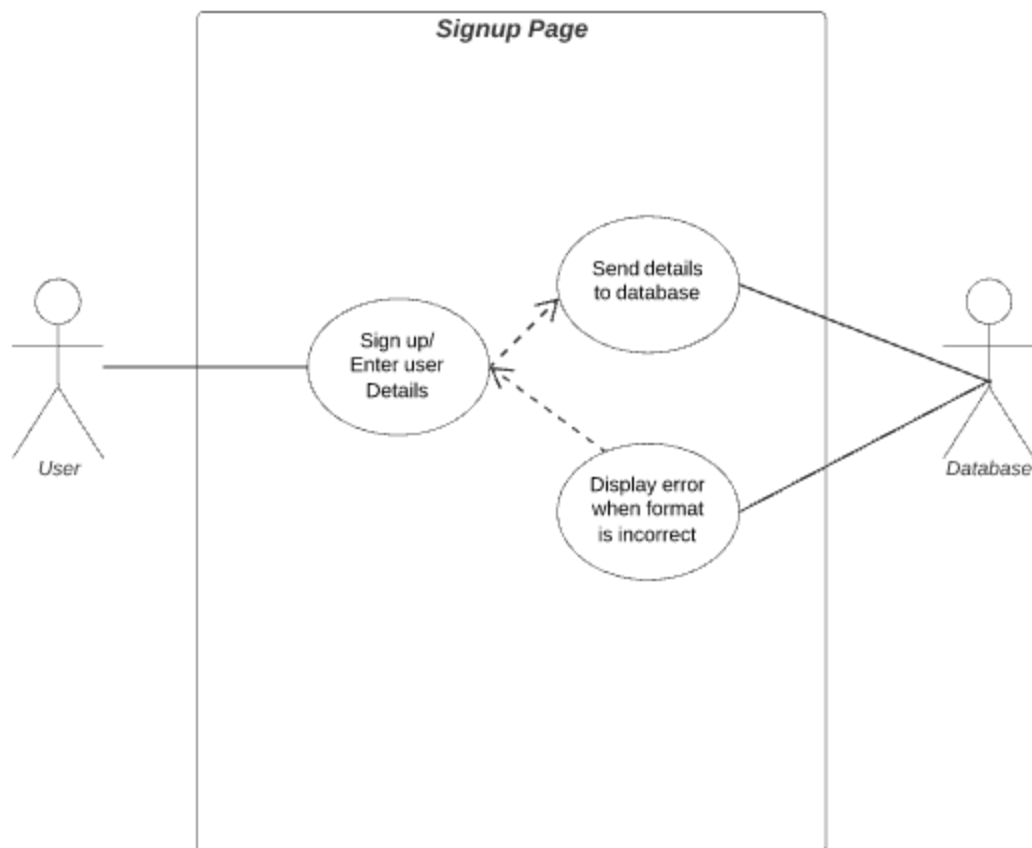 Signup Page
Send details
to database
Sign up/
Enter user
Details
User
Database
Display error
when format
is incorrect